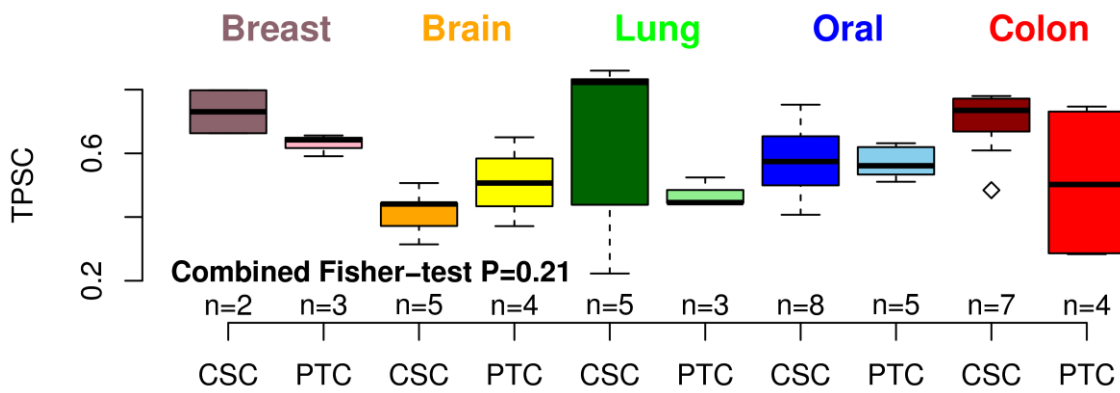 Breast Brain Lung Oral Colon
TPSC
0.6
0.2
Combined Fisher-test P=0.21
n=2 n=3 n=5 n=4 n=5 n=3 n=8 n=5 n=7 n=4
CSC PTC CSC PTC CSC PTC CSC PTC CSC PTC